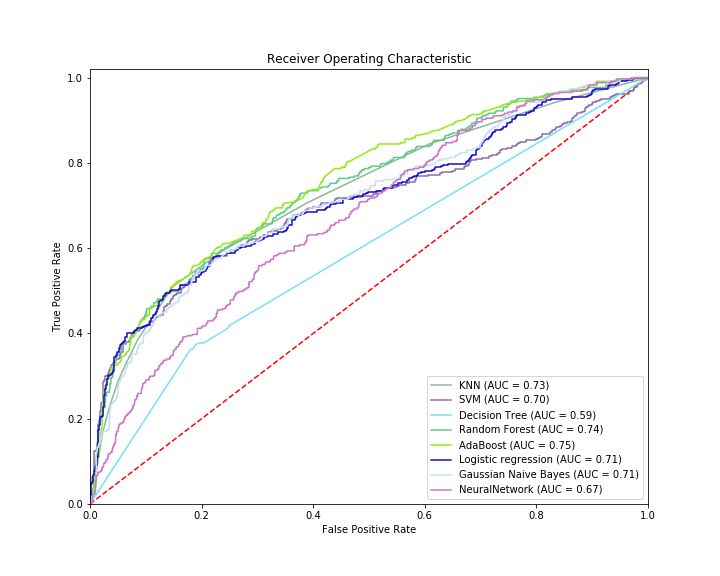 Receiver Operating Characteristic
1.0
0.8
0.6
0.4
0.2
0.0
True Positive Rate
KNN (AUC = 0.73)
SVM (AUC = 0.70)
Decision Tree (AUC = 0.59)
Random Forest (AUC = 0.74)
AdaBoost (AUC = 0.75)
Logistic regression (AUC = 0.71)
Gaussian Naive Bayes (AUC = 0.71)
NeuralNetwork (AUC = 0.67)
0.0 0.2 0.4 0.6 0.8 1.0
False Positive Rate